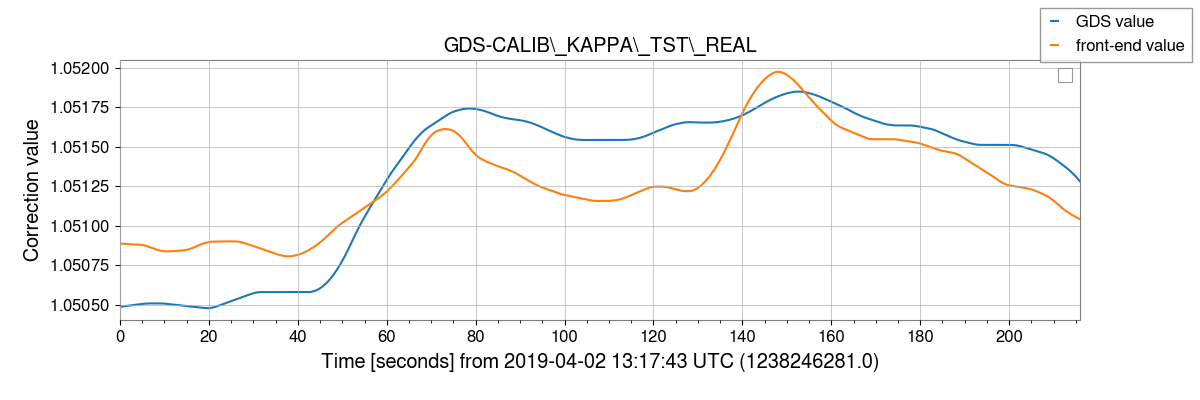 GDS value
front-end value
GDS-CALIB\_KAPPA\_TST\_REAL
Correction value
1.05200
1.05175
1.05150
1.05125
1.05100
1.05075
1.05050
0 20 40 60 80 100 120 140 160 180 200
Time [seconds] from 2019-04-02 13:17:43 UTC (1238246281.0)